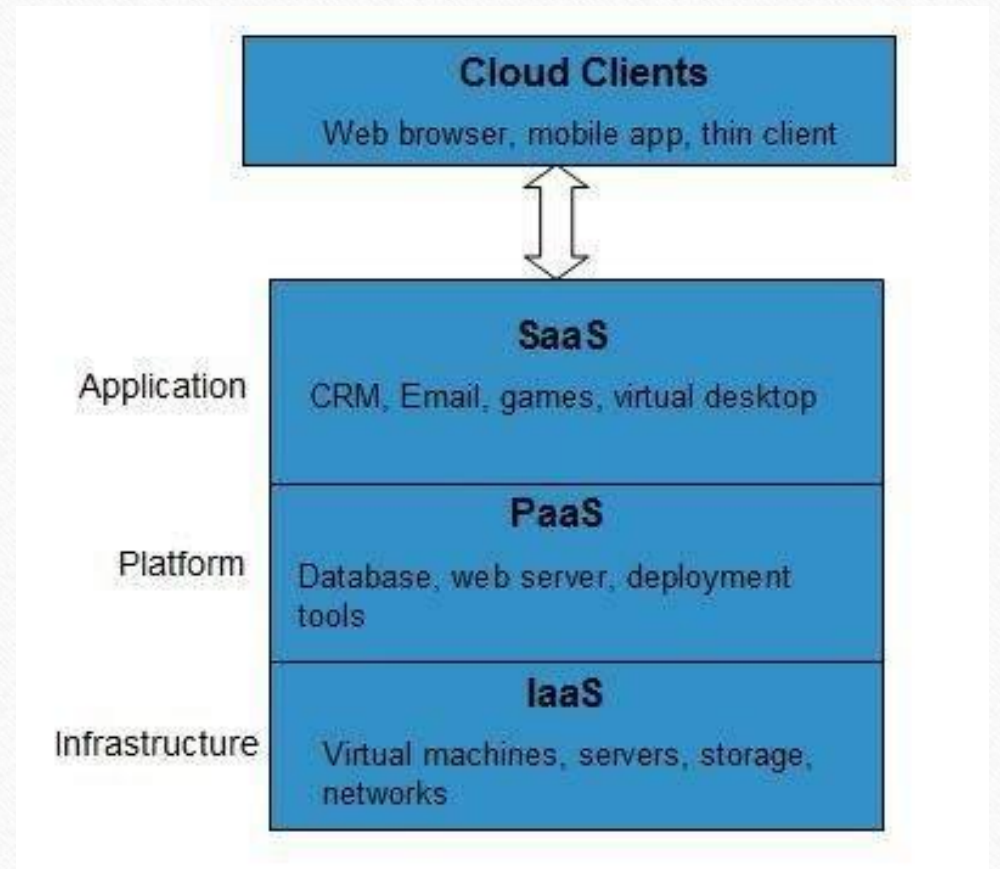 Cloud Clients
Web browser, mobile app, thin client
SaaS
Application
CRM, Email, games, virtual desktop
PaaS
Platform
Database, web server, deployment
tools
IaaS
Infrastructure
Virtual machines, servers, storage,
networks